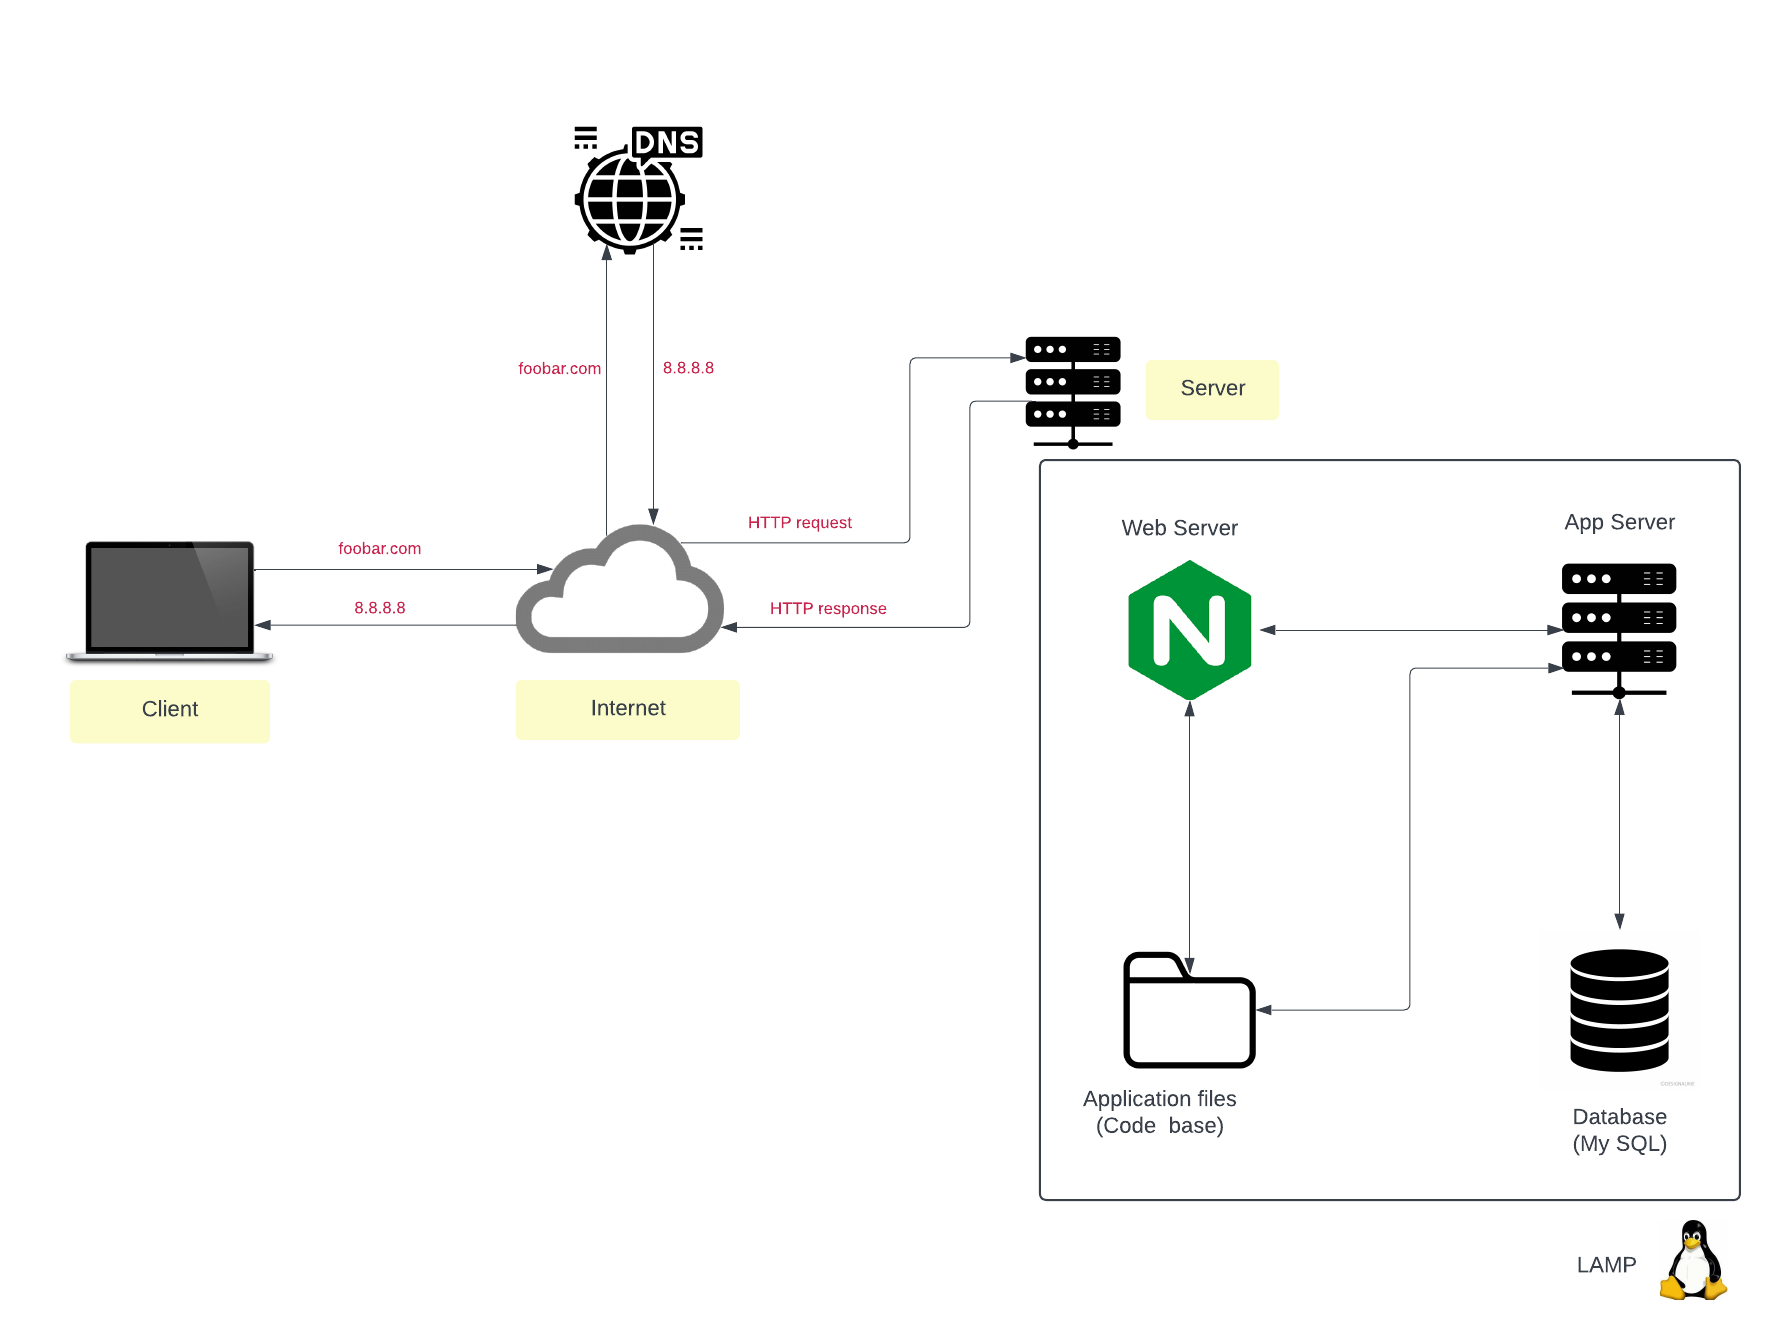 DNS
foobar.com
8.8.8.8
Server
HTTP request
foobar.com
8.8.8.8
HTTP response
Client
Internet
Web Server
App Server
N
Application files
(Code base)
Database
(My SQL)
LAMP